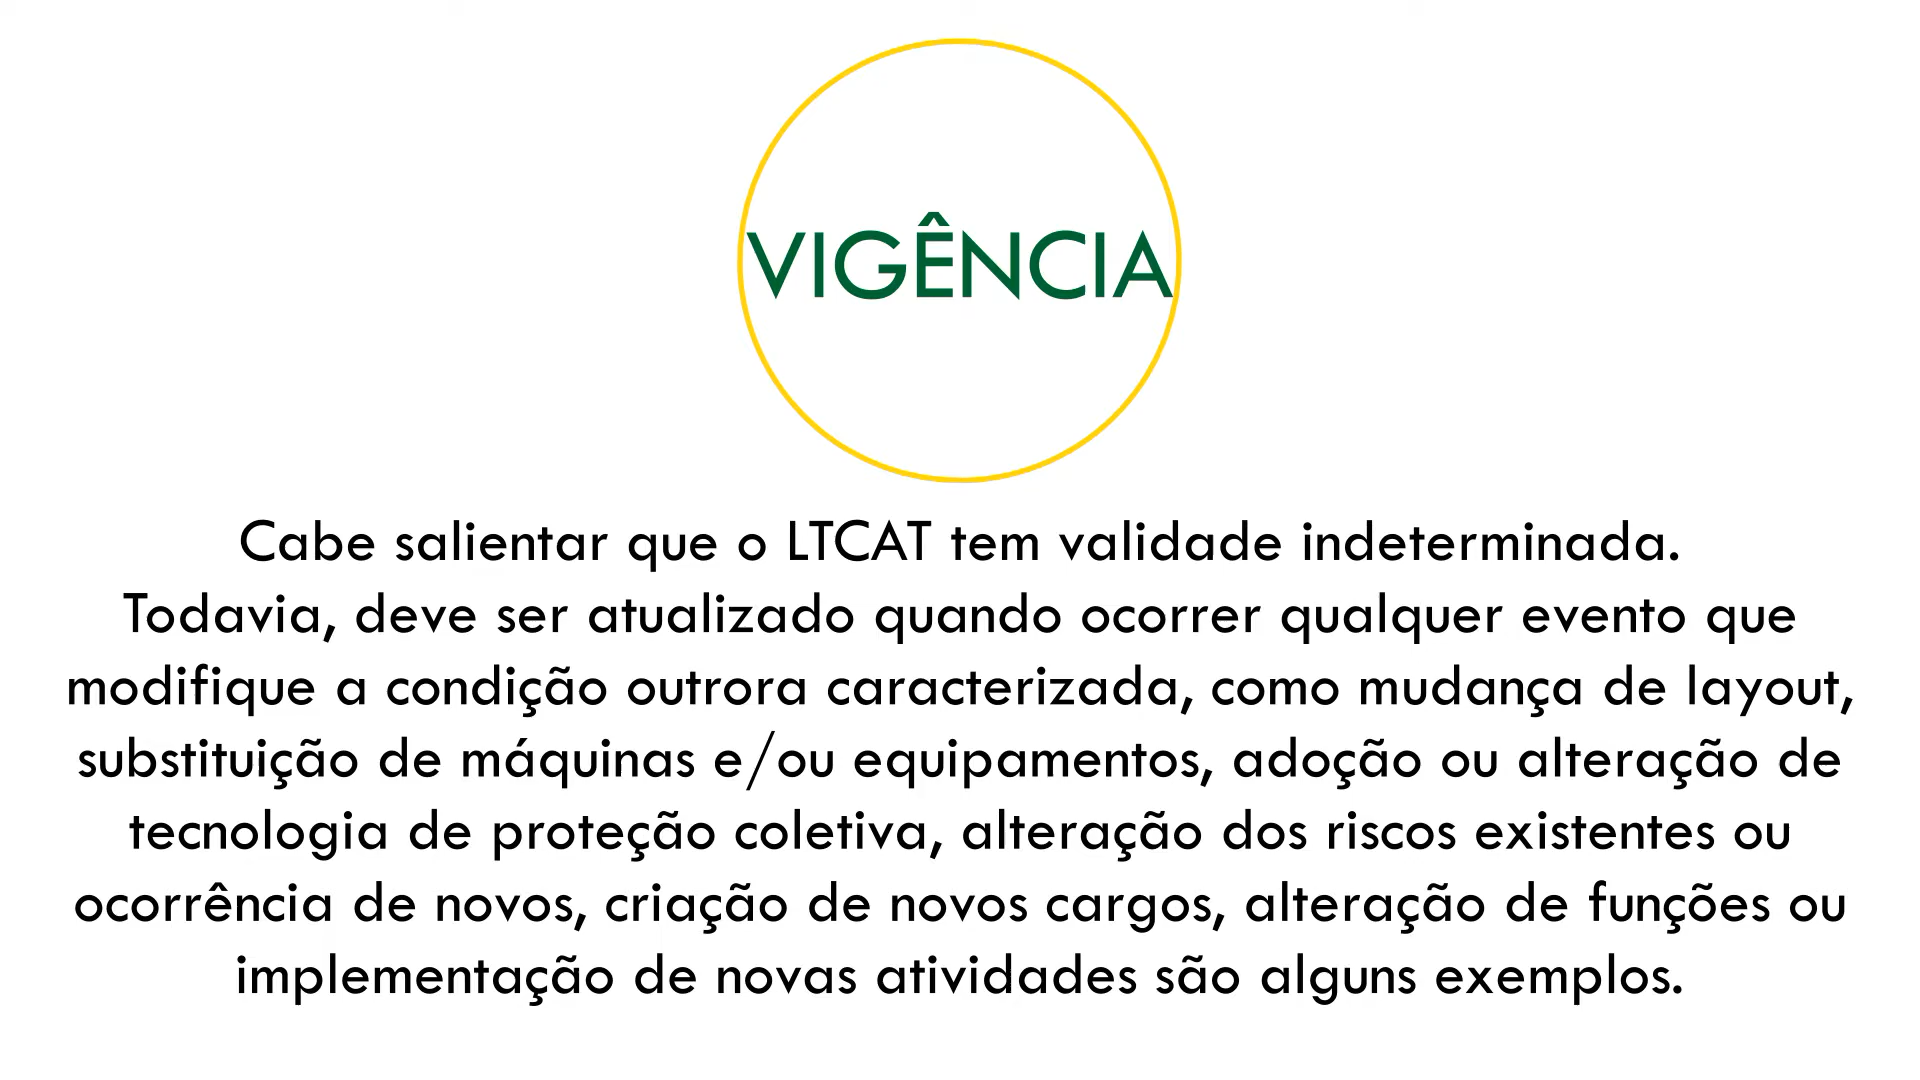 VIGÊNCIA
Cabe salientar que o LTCAT tem validade indeterminada.
Todavia, deve ser atualizado quando ocorrer qualquer evento que
modifique a condição outrora caracterizada, como mudança de layout,
substituição de máquinas e/ou equipamentos, adoção ou alteração de
tecnologia de proteção coletiva, alteração dos riscos existentes ou
ocorrência de novos, criação de novos cargos, alteração de funções ou
implementação de novas atividades são alguns exemplos.